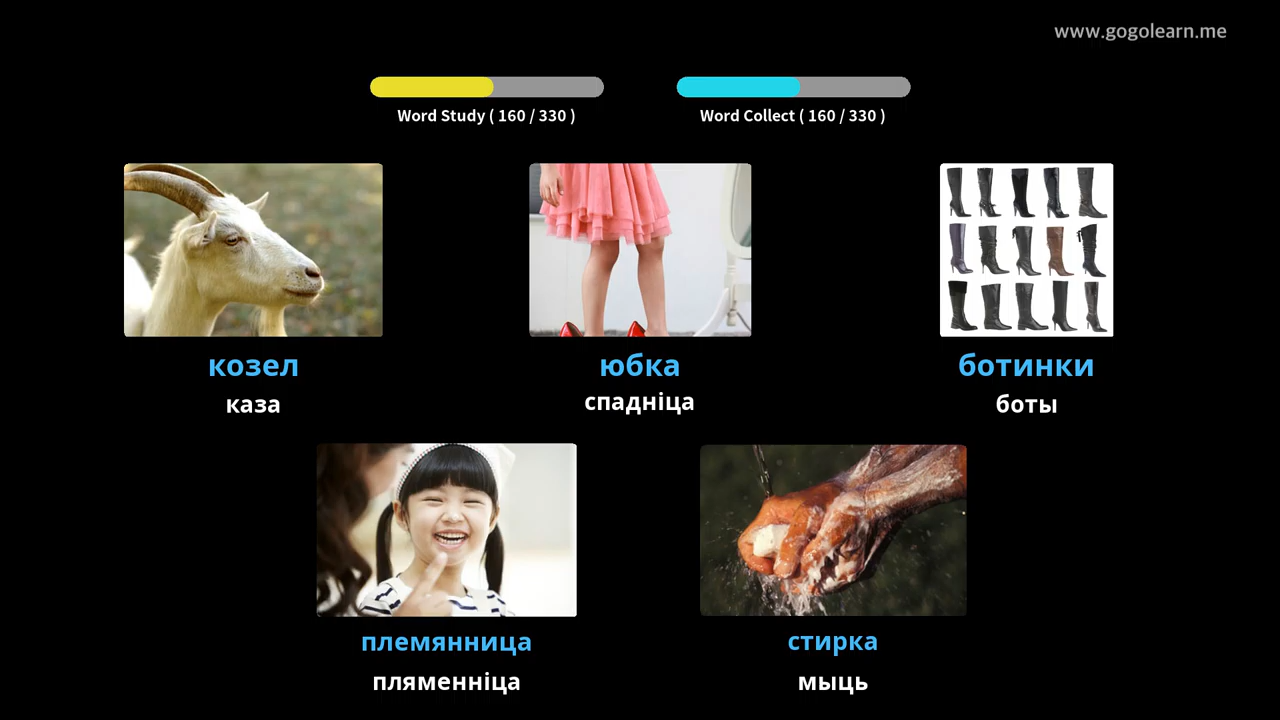 www.gogolearn.me
Word Study ( 160 / 330 )
Word Collect ( 160 / 330 )
козел
каза
юбка
спадніца
ботинки
боты
племянница
пляменніца
стирка
мыць